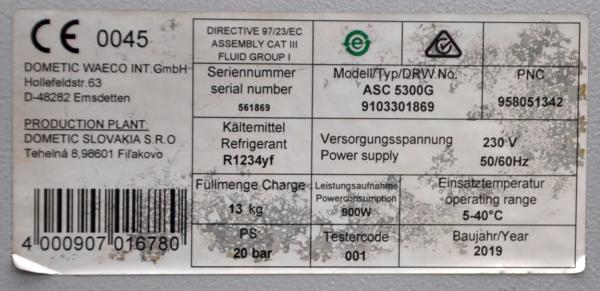 CE 0045
DOMETIC WAECO INT.GmbH
Hollefeldstr.63
D-48282 Emsdetten
PRODUCTION PLANT:
DOMETIC SLOVAKIA S.R.O
Tehelná 8,98601 Fiľakovo
4 000907 016780
DIRECTIVE 97/23/EC
ASSEMBLY CAT III
FLUID GROUP I
Seriennummer
serial number
561869
Modell/Typ/DRW.No.
ASC 5300G
9103301869
PNC
958051342
Kältemittel
Refrigerant
R1234yf
Versorgungsspannung 230 V
Power supply 50/60Hz
Füllmenge Charge
13 kg
Leistungsaufnahme
Powerconsumption
900W
Einsatztemperatur
operating range
5-40°C
PS
20 bar
Testercode
001
Baujahr/Year
2019